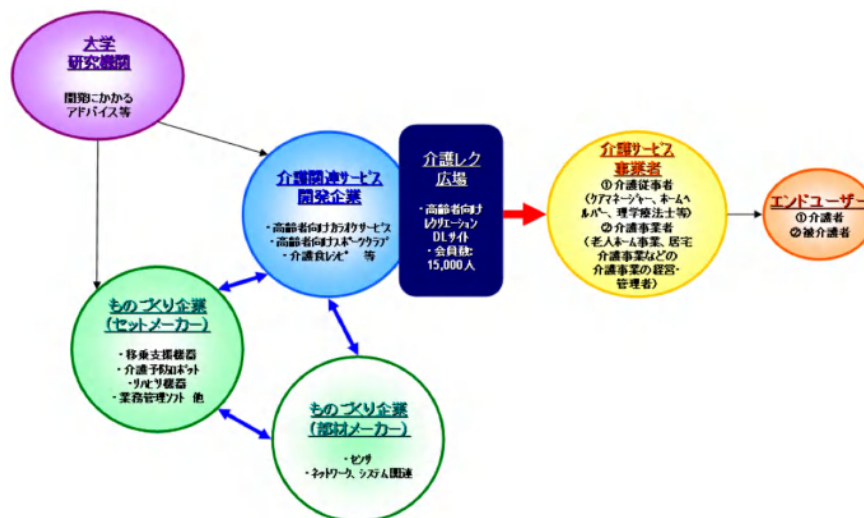 大学
研究機関
開発にかかる
アドバイス等
介護関連サービス
開発企業
・高齢者向けカラオケサービス
・高齢者向けスポーツクラブ
・介護食レシピ 等
介護レク
広場
・高齢者向け
レクリエーション
DLサイト
・会員数:
15,000人
介護サービス
事業者
①介護従事者
(ケアマネージャー、ホームヘ
ルパー、理学療法士等)
②介護事業者
(老人ホーム事業、居宅
介護事業などの
介護事業の経営・
管理者)
エンドユーザー
①介護者
②被介護者
ものづくり企業
(セットメーカー)
・移乗支援機器
・介護予防ロボット
・リハビリ機器
・業務管理ソフト 他
ものづくり企業
(部材メーカー)
・センサ
・ネットワーク、システム関連